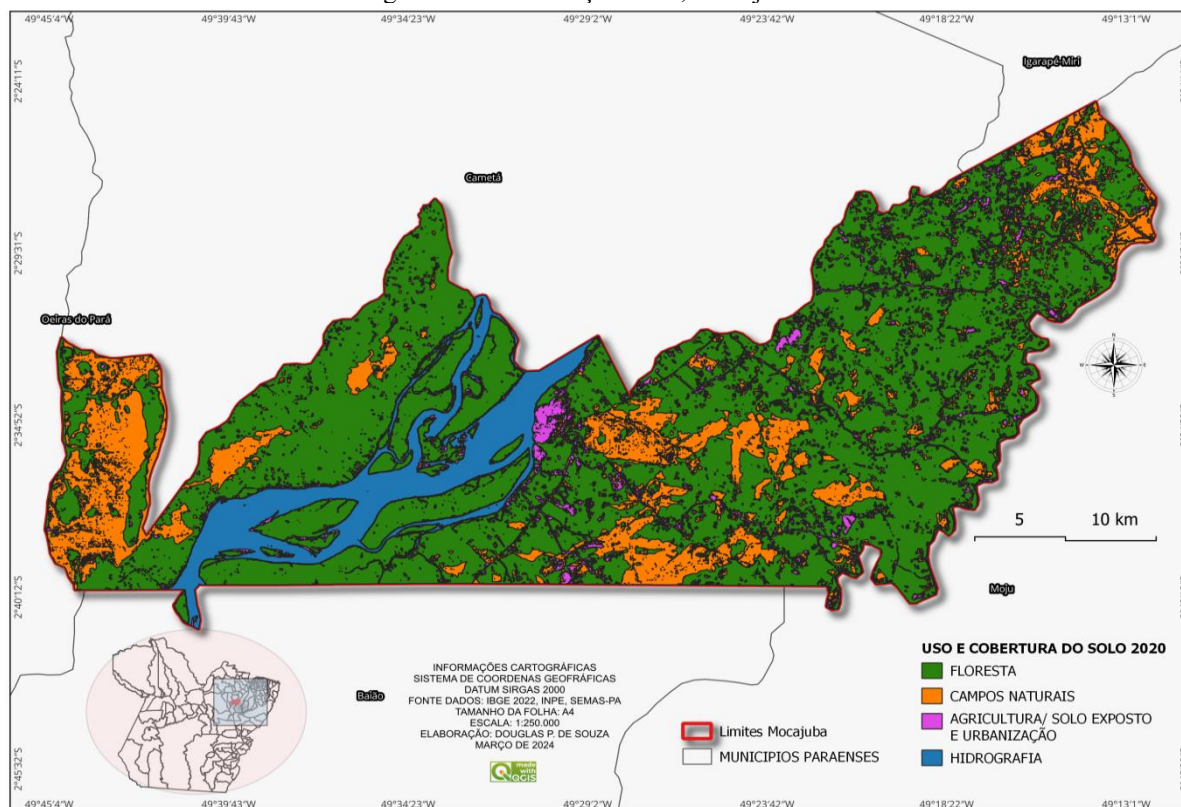 49°45'4"O 49°39'43"O 49°34'23"O 49°29'2"O 49°23'42"O 49°18'22"O 49°13'1"O
Igarapé-Miri
2°24'11"S
Cametá
2°29'31"S
Oeiras do Pará
N
W E
S
2°34'52"S
5 10 km
2°40'12"S
Moju
USO E COBERTURA DO SOLO 2020
FLORESTA
CAMPOS NATURAIS
AGRICULTURA/ SOLO EXPOSTO
E URBANIZAÇÃO
HIDROGRAFIA
Baião
INFORMAÇÕES CARTOGRÁFICAS
SISTEMA DE COORDENAS GEOFRÁFICAS
DATUM SIRGAS 2000
FONTE DADOS: IBGE 2022, INPE, SEMAS-PA
TAMANHO DA FOLHA: A4
ESCALA: 1:250.000
ELABORAÇÃO: DOUGLAS P. DE SOUZA
MARÇO DE 2024
made
with
QGIS
Limites Mocajuba
MUNICIPIOS PARAENSES
2°45'32"S
49°45'4"O 49°39'43"O 49°34'23"O 49°29'2"O 49°23'42"O 49°18'22"O 49°13'1"O